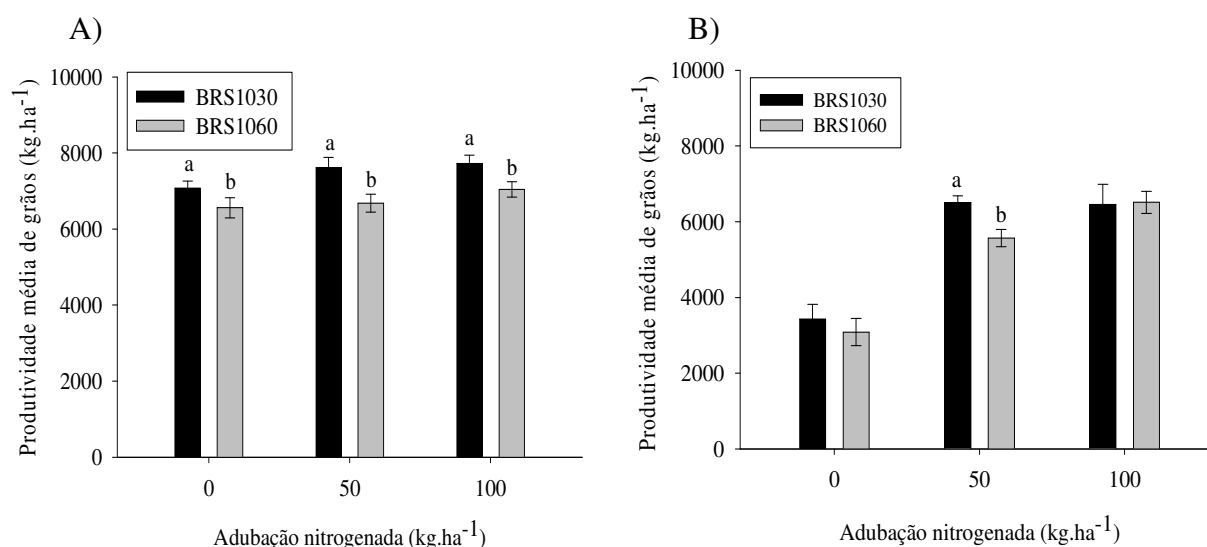 A)
Produtividade média de grãos (kg.ha-1)
10000
8000
6000
4000
2000
0
BRS1030
BRS1060
a
b
a
b
a
b
0
50
100
Adubação nitrogenada (kg.ha-1)
B)
Produtividade média de grãos (kg.ha-1)
10000
8000
6000
4000
2000
0
BRS1030
BRS1060
a
b
0
50
100
Adubação nitrogenada (kg.ha-1)